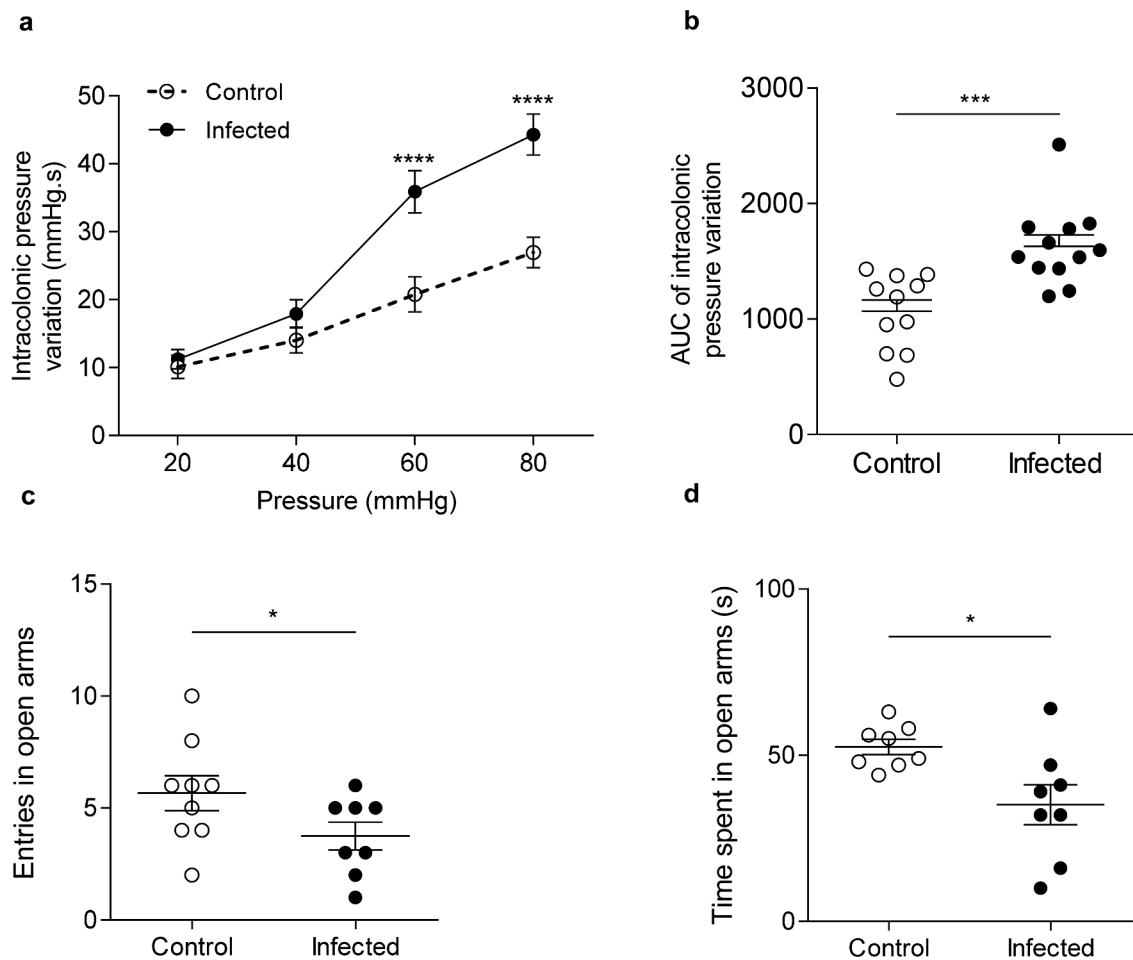 a
Control
Infected
Intracolonic pressure
variation (mmHg.s)
50
40
30
20
10
0
****
****
20 40 60 80
Pressure (mmHg)
b
AUC of intracolonic
pressure variation
3000
2000
1000
0
***
Control Infected
c
Entries in open arms
15
10
5
0
*
Control Infected
d
Time spent in open arms (s)
100
50
0
*
Control Infected